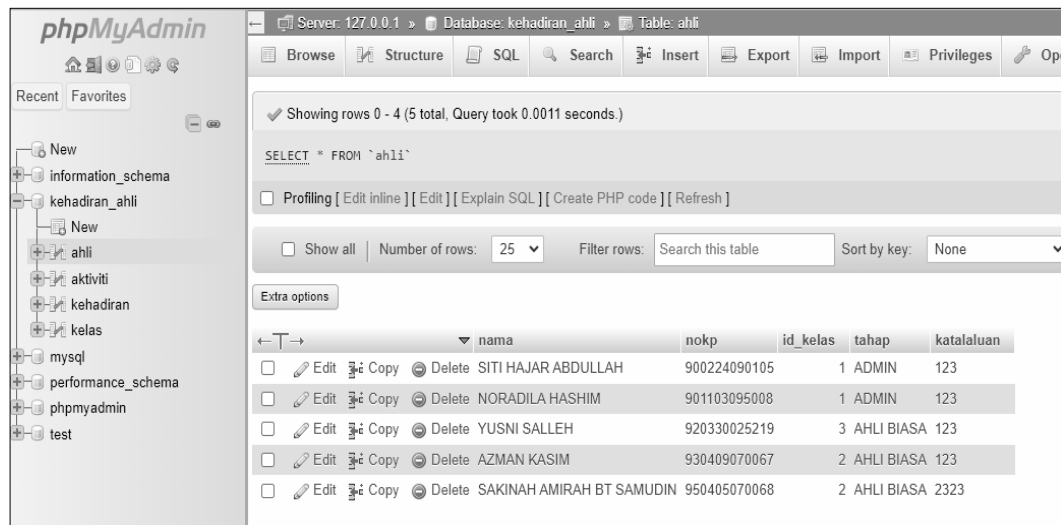 phpMyAdmin
Recent Favorites
New
information_schema
kehadiran_ahli
New
ahli
aktiviti
kehadiran
kelas
mysql
performance_schema
phpmyadmin
test
Server: 127.0.0.1 » Database: kehadiran_ahli » Table: ahli
Browse Structure SQL Search Insert Export Import Privileges Ope
Showing rows 0 - 4 (5 total, Query took 0.0011 seconds.)
SELECT * FROM `ahli`
Profiling [ Edit inline ] [ Edit ] [ Explain SQL ] [ Create PHP code ] [ Refresh ]
Show all | Number of rows: 25 Filter rows: Search this table Sort by key: None
Extra options
←T→ nama nokp id_kelas tahap katalaluan
Edit Copy Delete SITI HAJAR ABDULLAH 900224090105 1 ADMIN 123
Edit Copy Delete NORADILA HASHIM 901103095008 1 ADMIN 123
Edit Copy Delete YUSNI SALLEH 920330025219 3 AHLI BIASA 123
Edit Copy Delete AZMAN KASIM 930409070067 2 AHLI BIASA 123
Edit Copy Delete SAKINAH AMIRAH BT SAMUDIN 950405070068 2 AHLI BIASA 2323